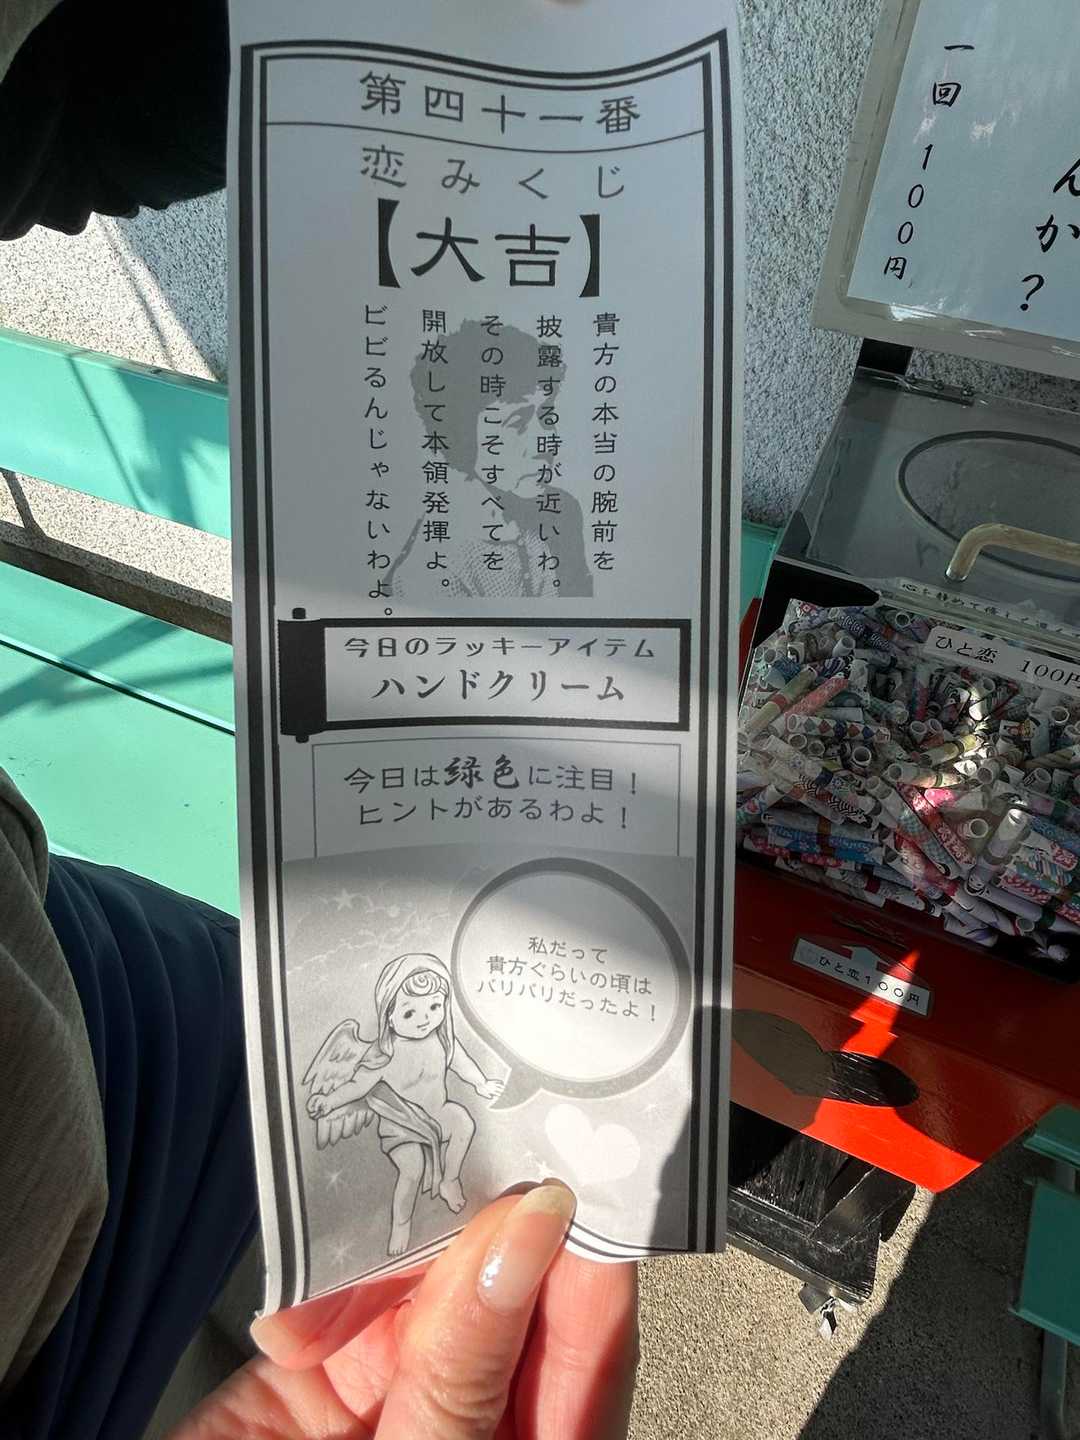 第四十一番
恋みくじ
【大吉】
貴方の本当の腕前を
披露する時が近いわ。
その時こそすべてを
開放して本領発揮よ。
ビビるんじゃないわよ。
今日のラッキーアイテム
ハンドクリーム
今日は緑色に注目！
ヒントがあるわよ！
私だって
貴方ぐらいの頃は
バリバリだったよ！
一回 100円
んか？
ひと恋 100円
ひと恋100円